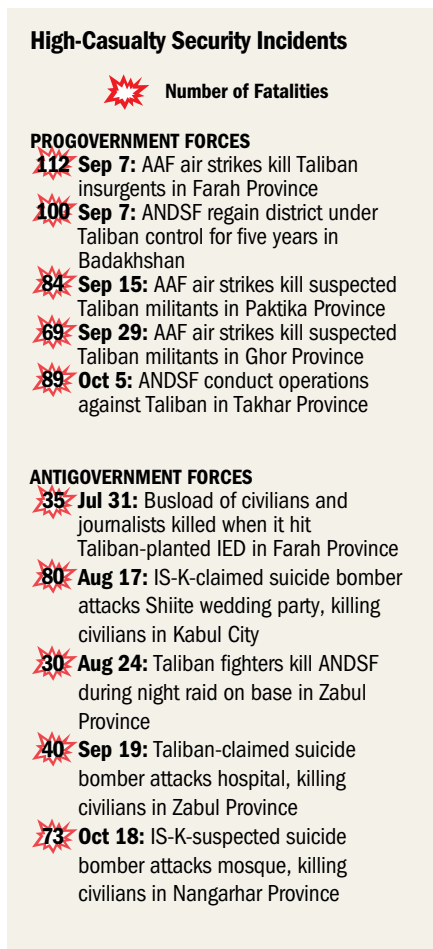 High-Casualty Security Incidents
Number of Fatalities
PROGOVERNMENT FORCES
112 Sep 7: AAF air strikes kill Taliban
insurgents in Farah Province
100 Sep 7: ANDSF regain district under
Taliban control for five years in
Badakhshan
84 Sep 15: AAF air strikes kill suspected
Taliban militants in Paktika Province
69 Sep 29: AAF air strikes kill suspected
Taliban militants in Ghor Province
89 Oct 5: ANDSF conduct operations
against Taliban in Takhar Province
ANTIGOVERNMENT FORCES
35 Jul 31: Busload of civilians and
journalists killed when it hit
Taliban-planted IED in Farah Province
80 Aug 17: IS-K-claimed suicide bomber
attacks Shiite wedding party, killing
civilians in Kabul City
30 Aug 24: Taliban fighters kill ANDSF
during night raid on base in Zabul
Province
40 Sep 19: Taliban-claimed suicide
bomber attacks hospital, killing
civilians in Zabul Province
73 Oct 18: IS-K-suspected suicide
bomber attacks mosque, killing
civilians in Nangarhar Province